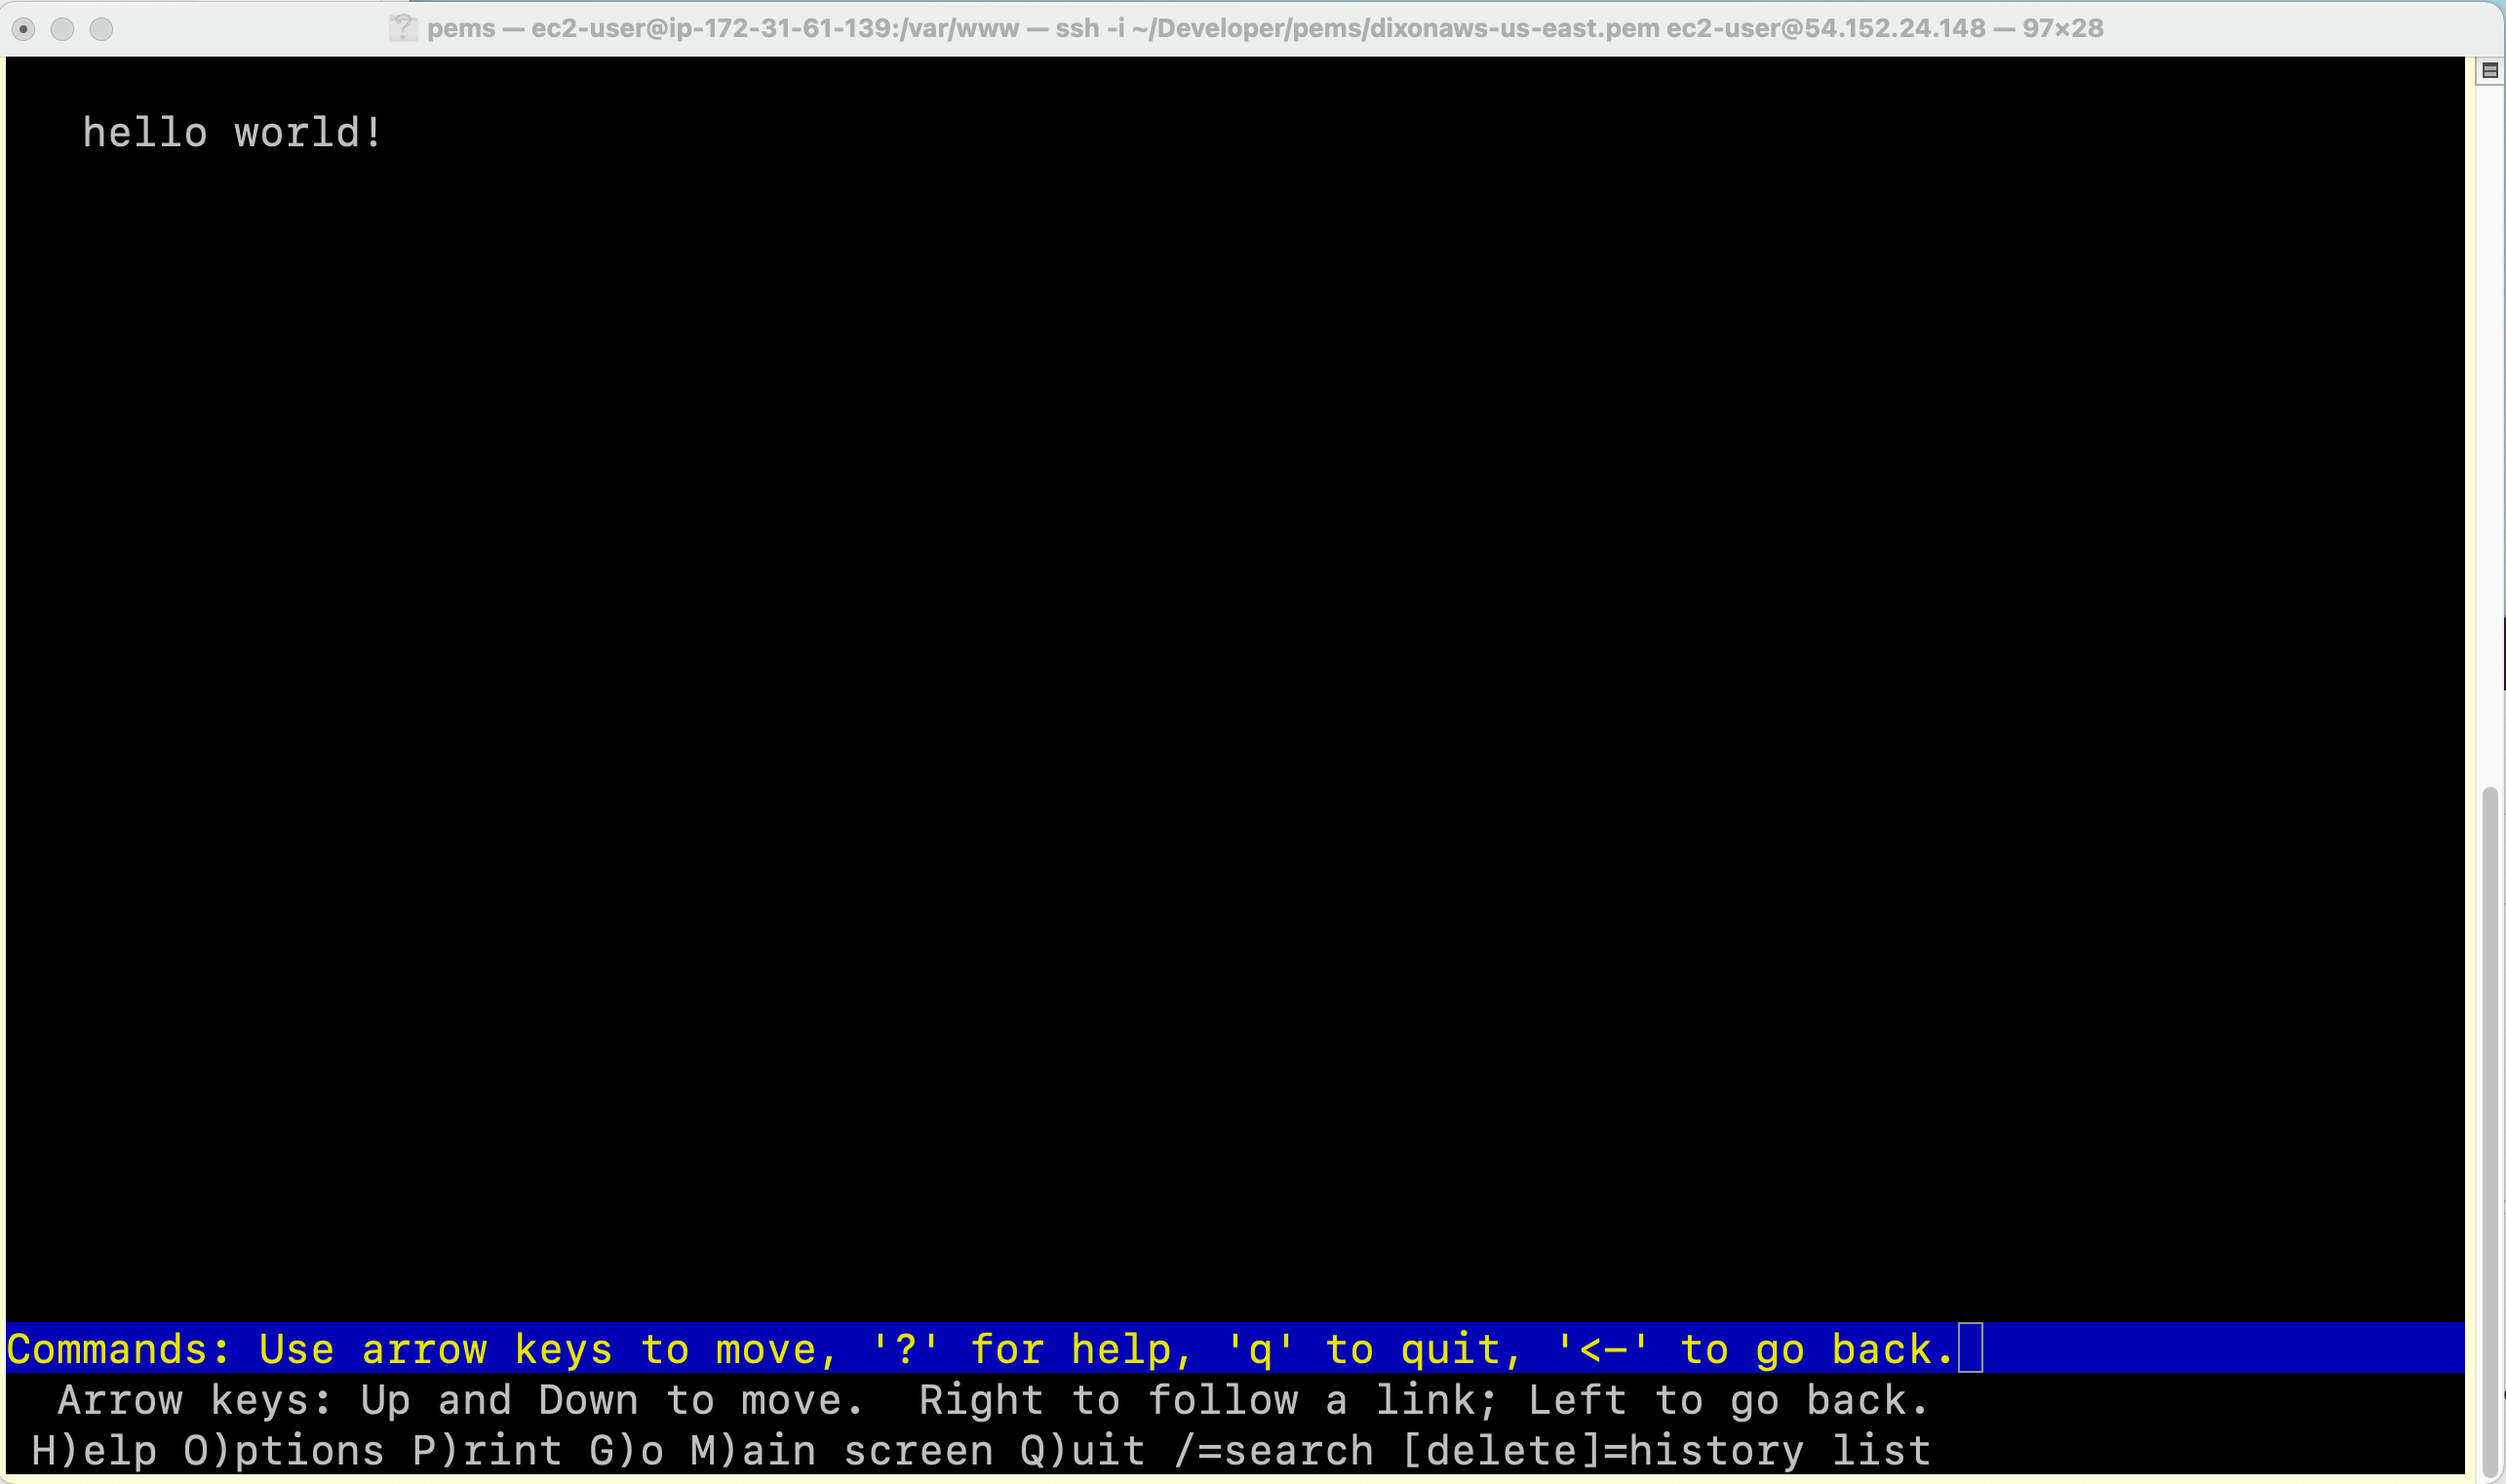 pems — ec2-user@ip-172-31-61-139:/var/www — ssh -i ~/Developer/pems/dixonaws-us-east.pem ec2-user@54.152.24.148 — 97×28
hello world!
Commands: Use arrow keys to move, '?' for help, 'q' to quit, '<-' to go back.
Arrow keys: Up and Down to move.  Right to follow a link; Left to go back.
H)elp O)ptions P)rint G)o M)ain screen Q)uit /=search [delete]=history list